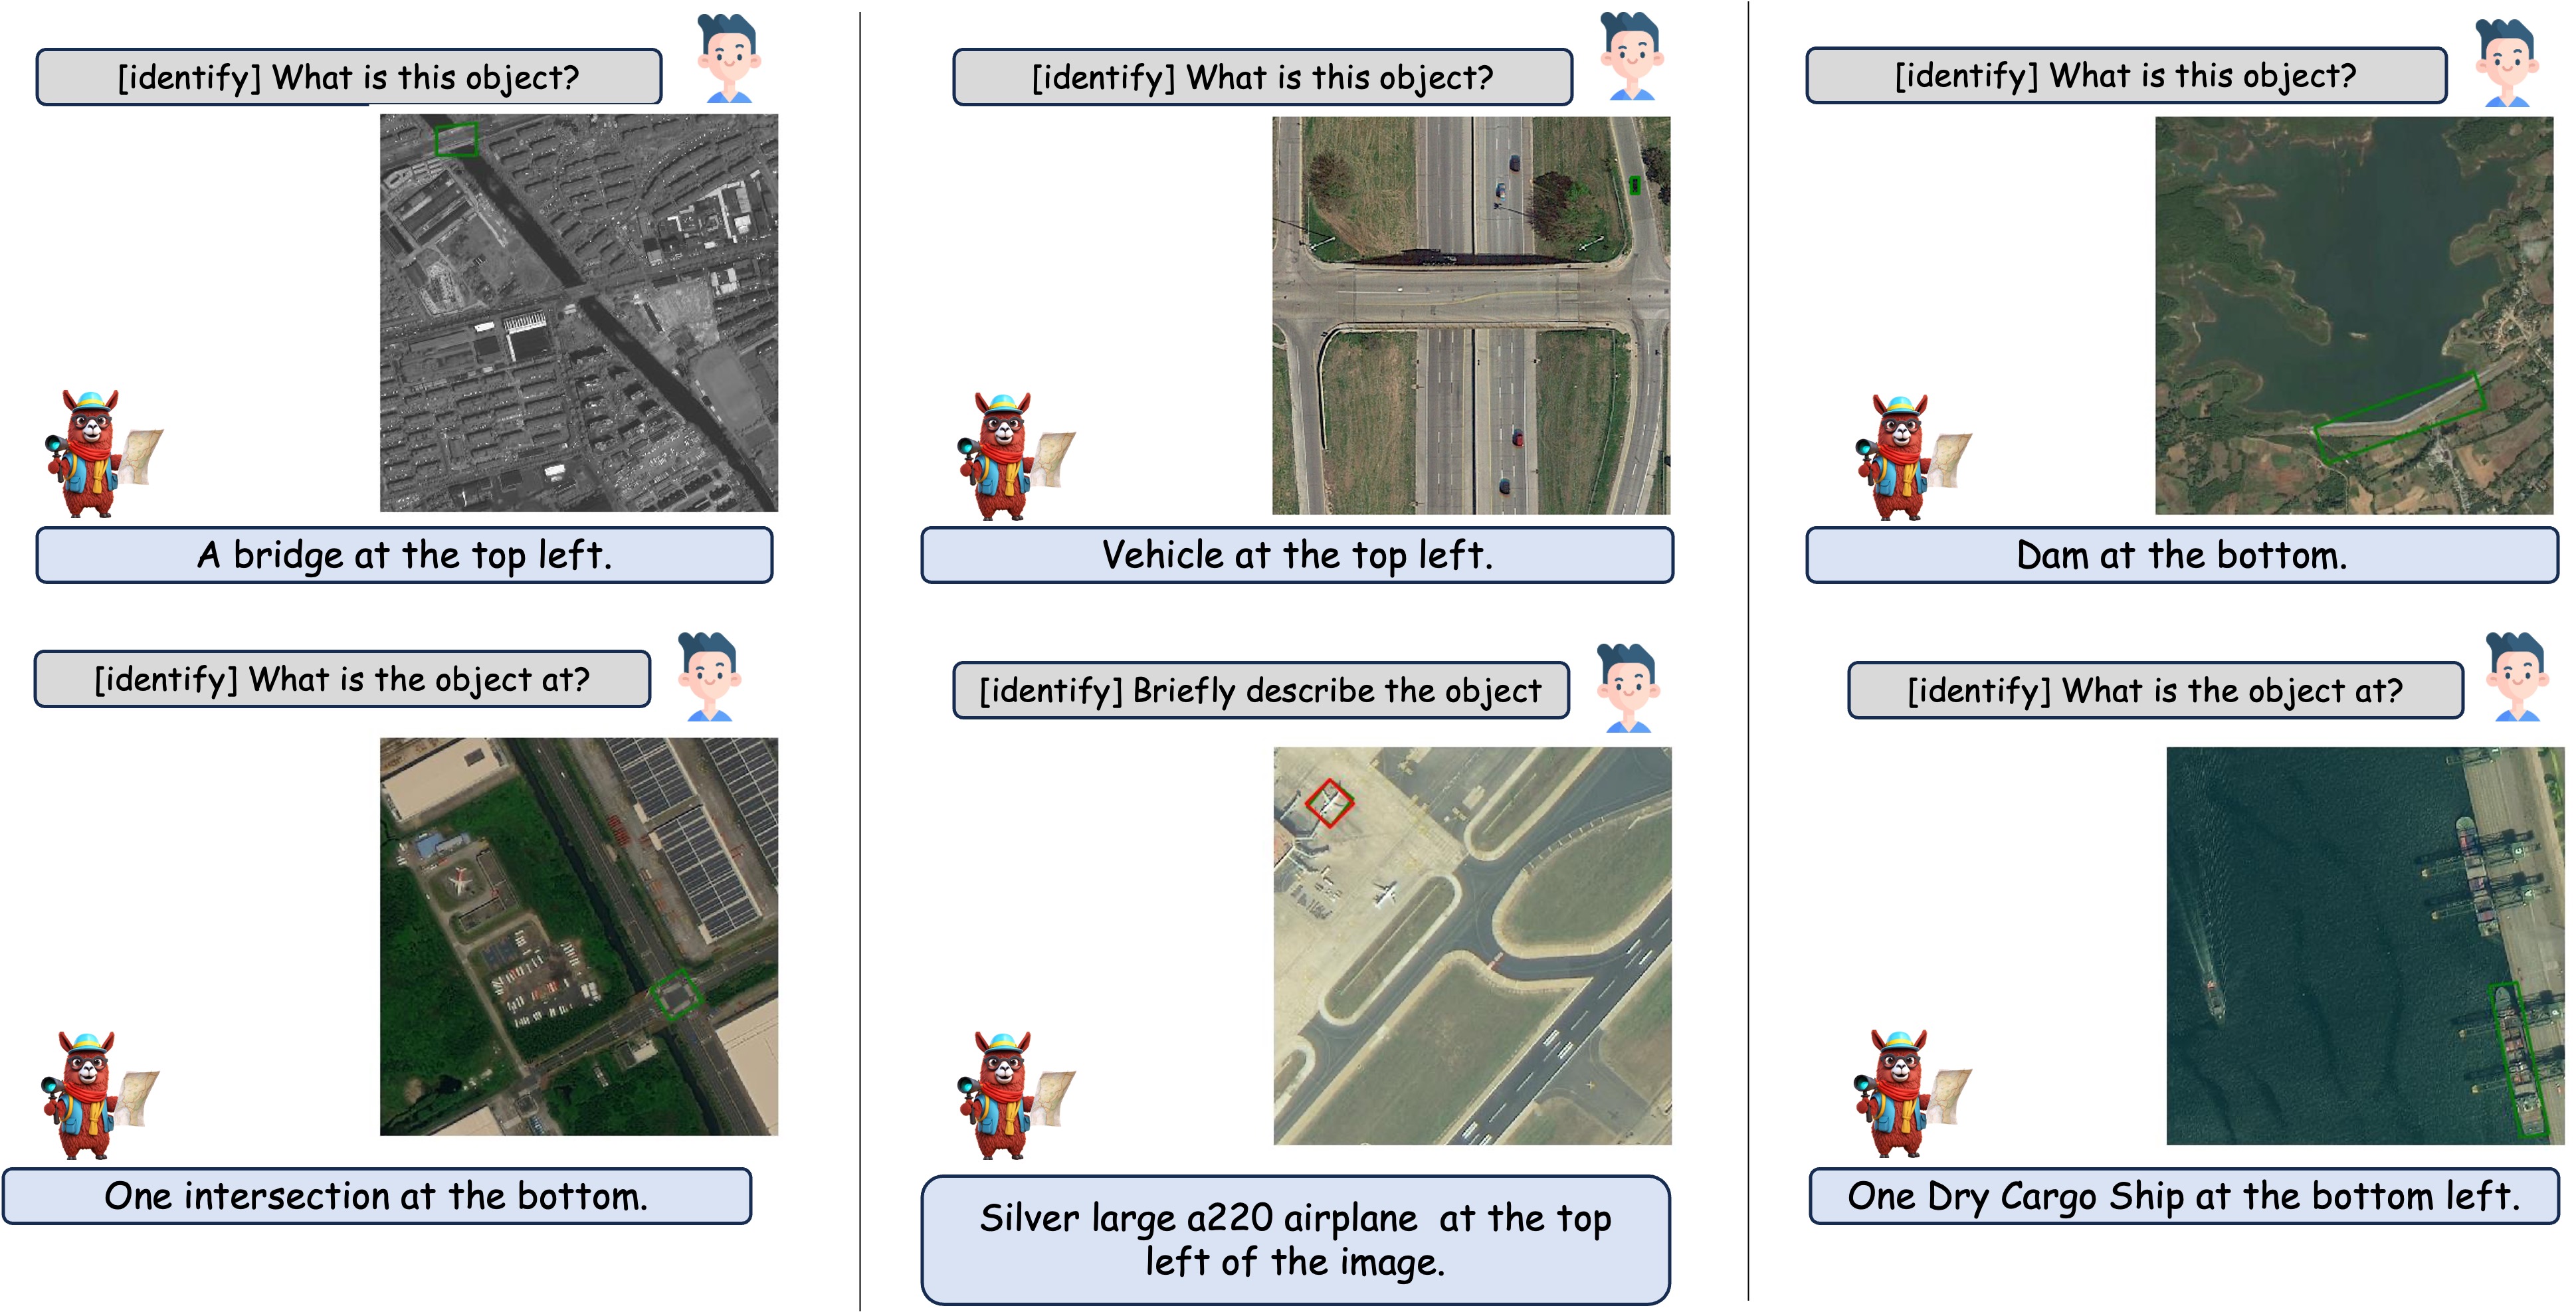 [identify] What is this object?
A bridge at the top left.
[identify] What is this object?
Vehicle at the top left.
[identify] What is this object?
Dam at the bottom.
[identify] What is the object at?
One intersection at the bottom.
[identify] Briefly describe the object
Silver large a220 airplane at the top
left of the image.
[identify] What is the object at?
One Dry Cargo Ship at the bottom left.